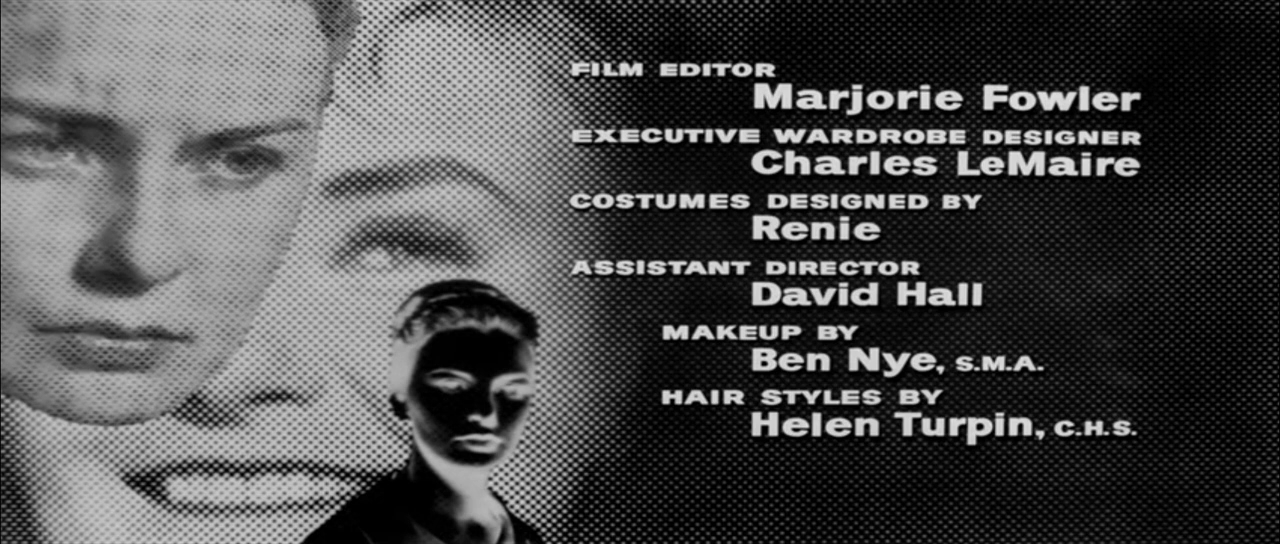 FILM EDITOR
Marjorie Fowler
EXECUTIVE WARDROBE DESIGNER
Charles LeMaire
COSTUMES DESIGNED BY
Renie
ASSISTANT DIRECTOR
David Hall
MAKEUP BY
Ben Nye, S.M.A.
HAIR STYLES BY
Helen Turpin, C.H.S.